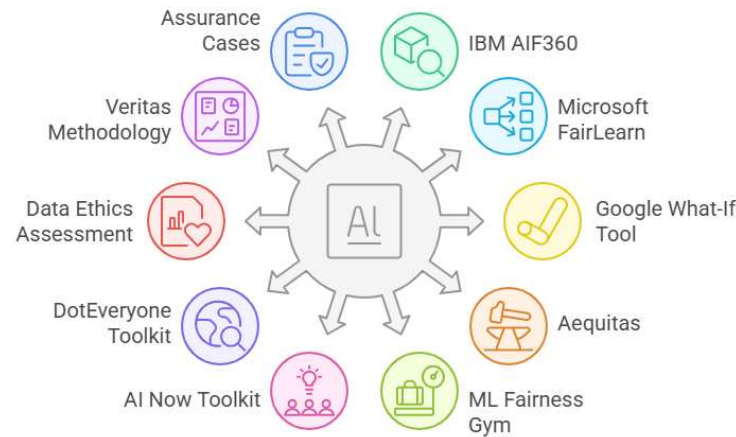 Assurance
Cases
IBM AIF360
Veritas
Methodology
Microsoft
FairLearn
AI
Data Ethics
Assessment
Google What-If
Tool
DotEveryone
Toolkit
Aequitas
AI Now Toolkit
ML Fairness
Gym